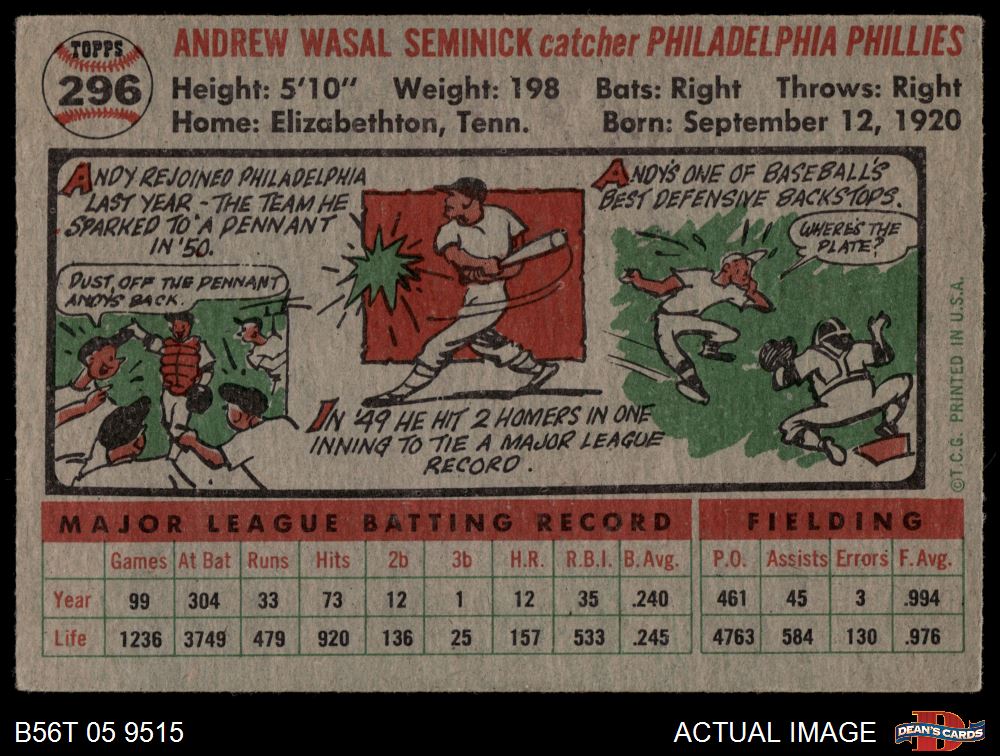 TOPPS
296
ANDREW WASAL SEMINICK catcher PHILADELPHIA PHILLIES
Height: 5'10" Weight: 198 Bats: Right Throws: Right
Home: Elizabethton, Tenn. Born: September 12, 1920
ANDY REJOINED PHILADELPHIA
LAST YEAR - THE TEAM HE
SPARKED TO A PENNANT
IN '50.
DUST OFF THE PENNANT
ANDY'S BACK.
IN '49 HE HIT 2 HOMERS IN ONE
INNING TO TIE A MAJOR LEAGUE
RECORD.
ANDY'S ONE OF BASEBALL'S
BEST DEFENSIVE BACKSTOPS.
WHERE'S THE
PLATE?
©T.C.G. PRINTED IN U.S.A.
MAJOR LEAGUE BATTING RECORD FIELDING
Games At Bat Runs Hits 2b 3b H.R. R.B.I. B. Avg. P.O. Assists Errors F. Avg.
Year 99 304 33 73 12 1 12 35 .240 461 45 3 .994
Life 1236 3749 479 920 136 25 157 533 .245 4763 584 130 .976
B56T 05 9515 ACTUAL IMAGE DEAN'S CARDS